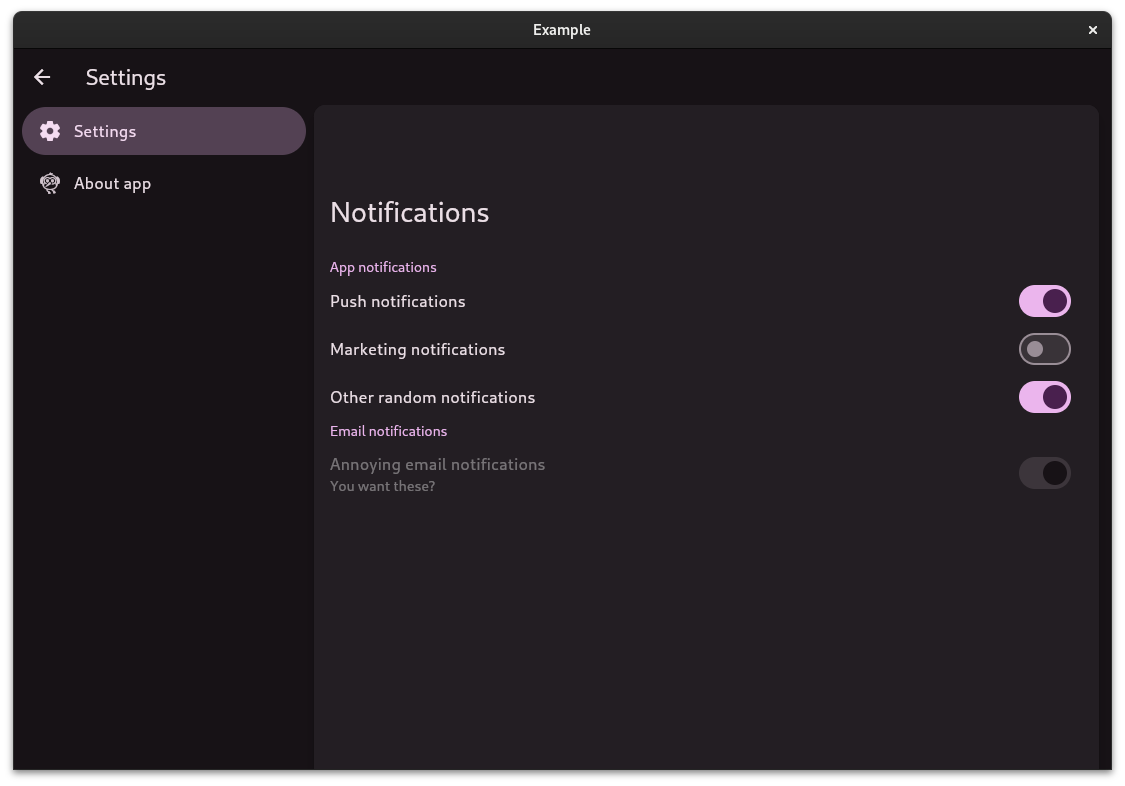 Example
Settings
Settings
About app
Notifications
App notifications
Push notifications
Marketing notifications
Other random notifications
Email notifications
Annoying email notifications
You want these?